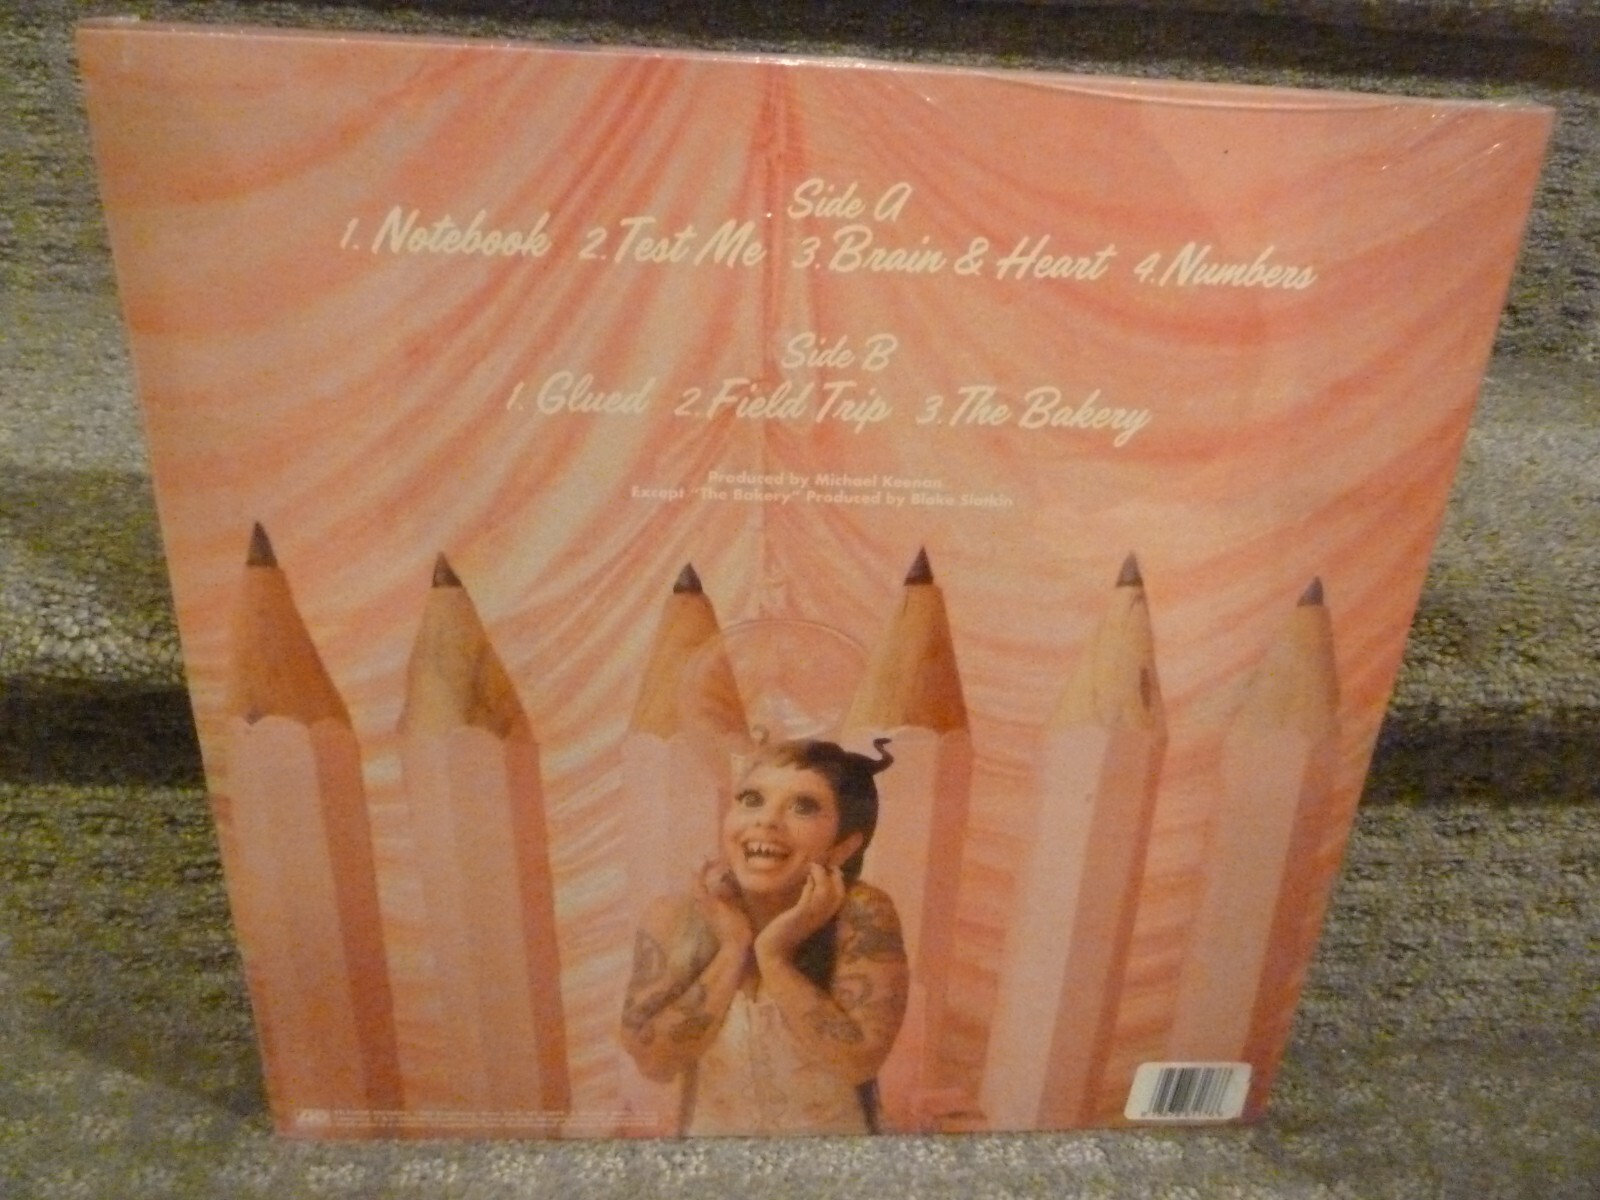 Side A
1. Notebook 2. Test Me 3. Brain & Heart 4. Numbers
Side B
1. Glued 2. Field Trip 3. The Bakery
Produced by Michael Keenan
Except "The Bakery" Produced by Blake Slatkin